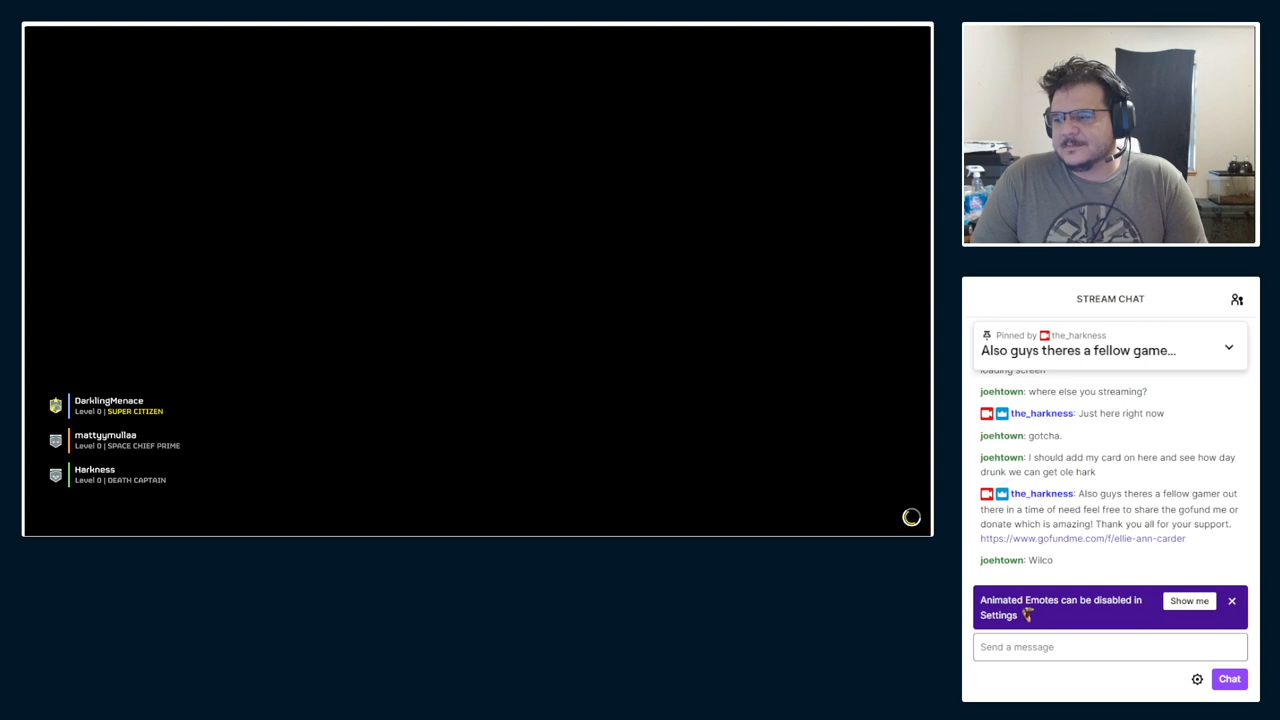 DarklingMenace
Level 0 | SUPER CITIZEN
mattyymullaa
Level 0 | SPACE CHIEF PRIME
Harkness
Level 0 | DEATH CAPTAIN
STREAM CHAT
Pinned by the_harkness
Also guys theres a fellow game...
loading screen
joehtown: where else you streaming?
the_harkness: Just here right now
joehtown: gotcha.
joehtown: I should add my card on here and see how day
drunk we can get ole hark
the_harkness: Also guys theres a fellow gamer out
there in a time of need feel free to share the gofund me or
donate which is amazing! Thank you all for your support.
https://www.gofundme.com/f/ellie-ann-carder
joehtown: Wilco
Animated Emotes can be disabled in
Settings
Show me
Send a message
Chat